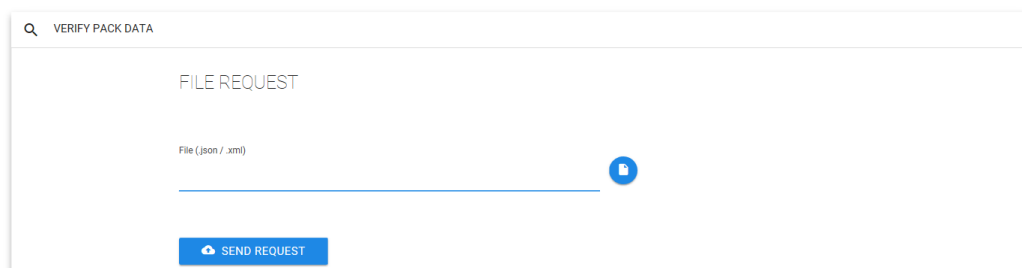 VERIFY PACK DATA
FILE REQUEST
File (.json / .xml)
SEND REQUEST